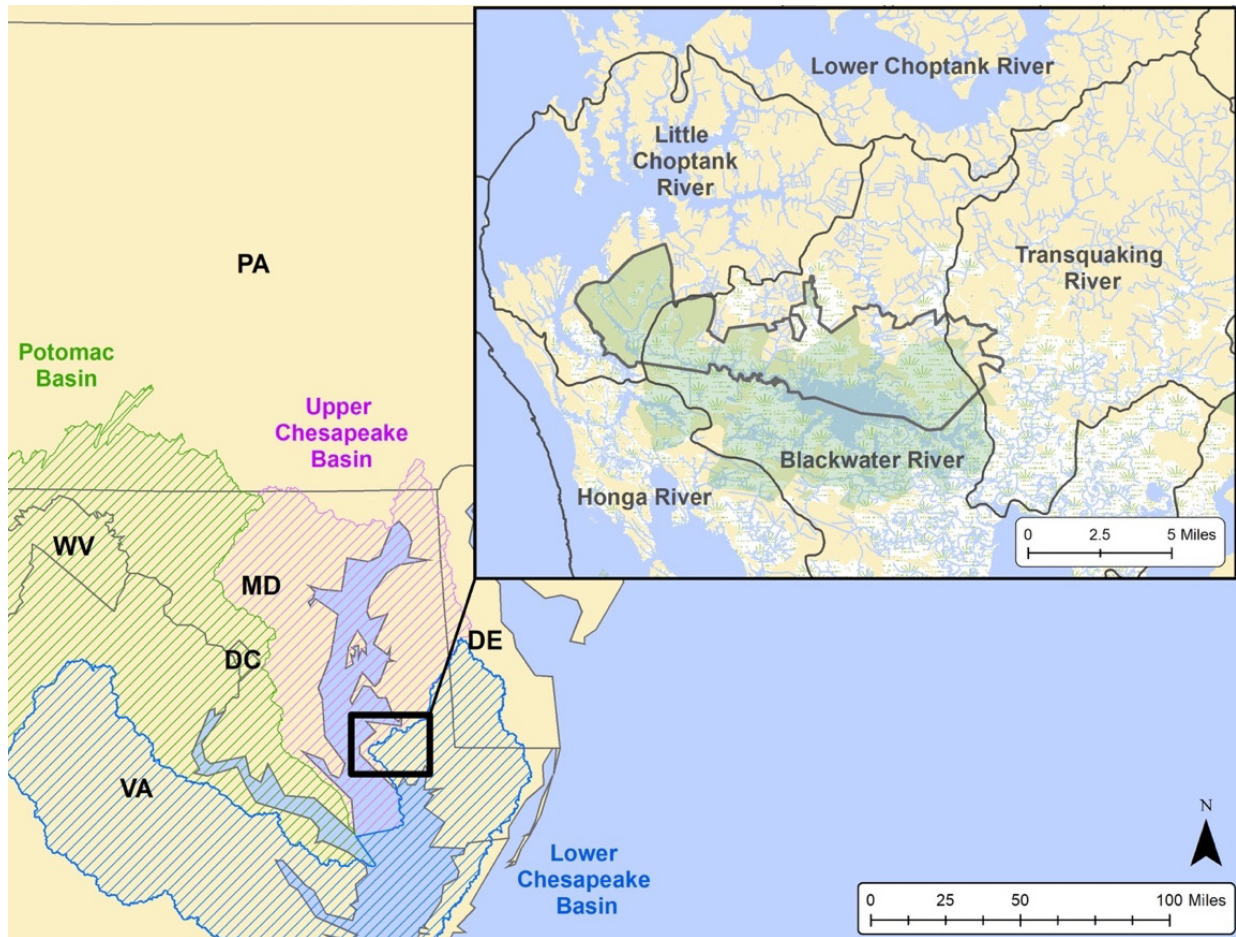 Lower Choptank River
Little
Choptank
River
Transquaking
River
Blackwater River
Honga River
0 2.5 5 Miles
PA
Potomac
Basin
Upper
Chesapeake
Basin
WV
MD
DC
DE
VA
Lower
Chesapeake
Basin
N
0 25 50 100 Miles